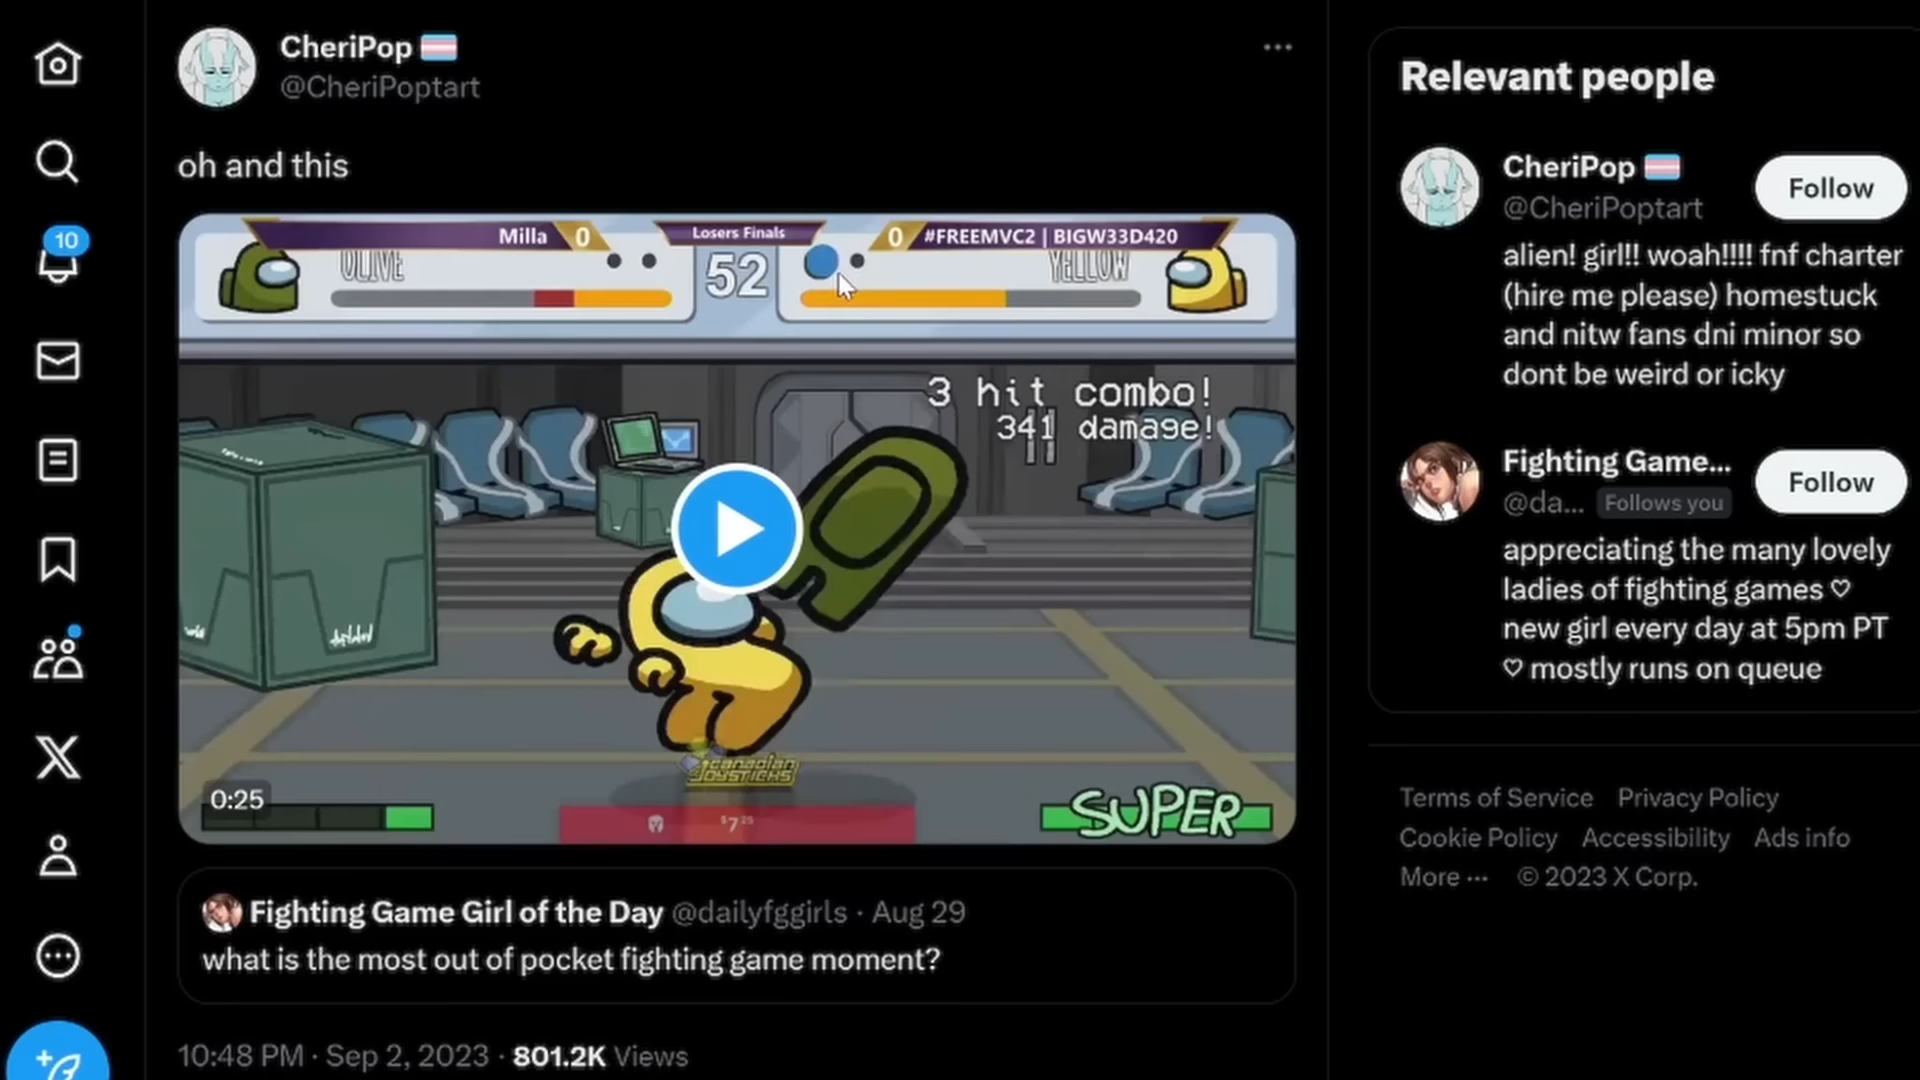 CheriPop
@CheriPoptart
oh and this
Milla 0
Losers Finals
0 #FREEMVC2 | BIGW33D420
OLIVE
52
YELLOW
3 hit combo!
341 damage!
canadian
JOYSTICKS
0:25
$7.25
SUPER
Fighting Game Girl of the Day @dailyfggirls · Aug 29
what is the most out of pocket fighting game moment?
10:48 PM · Sep 2, 2023 · 801.2K Views
10
Relevant people
CheriPop
Follow
@CheriPoptart
alien! girl!! woah!!!! fnf charter
(hire me please) homestuck
and nitw fans dni minor so
dont be weird or icky
Fighting Game...
Follow
@da... Follows you
appreciating the many lovely
ladies of fighting games ♡
new girl every day at 5pm PT
♡ mostly runs on queue
Terms of Service Privacy Policy
Cookie Policy Accessibility Ads info
More ··· © 2023 X Corp.